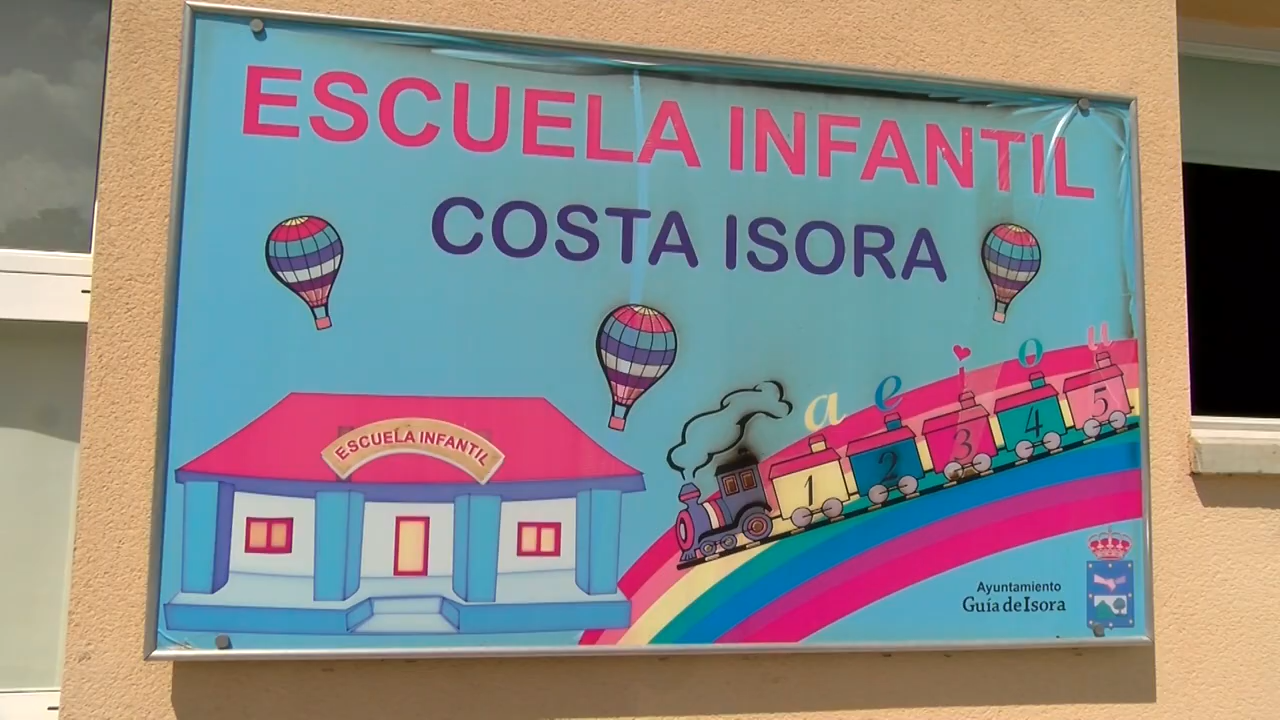 ESCUELA INFANTIL
COSTA ISORA
a e o u
ESCUELA INFANTIL
1 2 3 4 5
Ayuntamiento
Guía de Isora